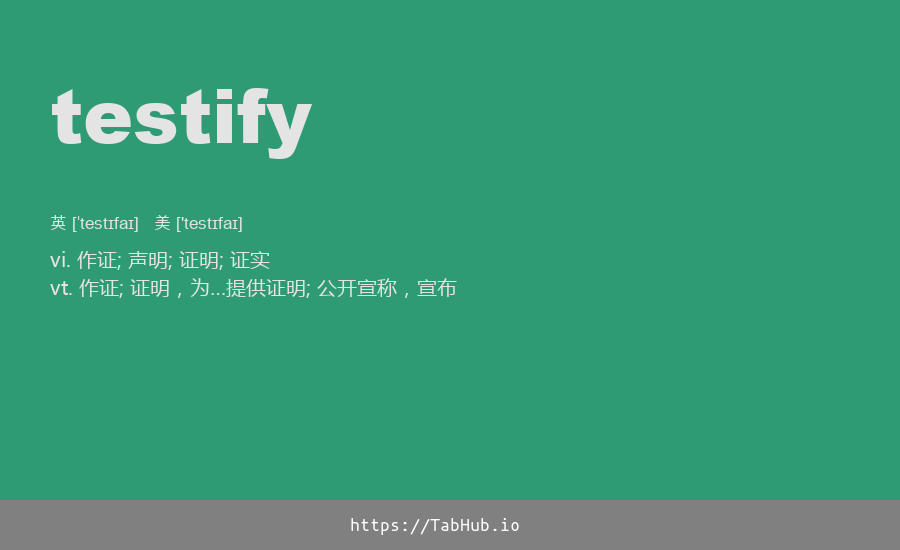 testify
英 ['testɪfaɪ] 美 ['testɪfaɪ]
vi. 作证; 声明; 证明; 证实
vt. 作证; 证明，为...提供证明; 公开宣称，宣布
https://TabHub.io